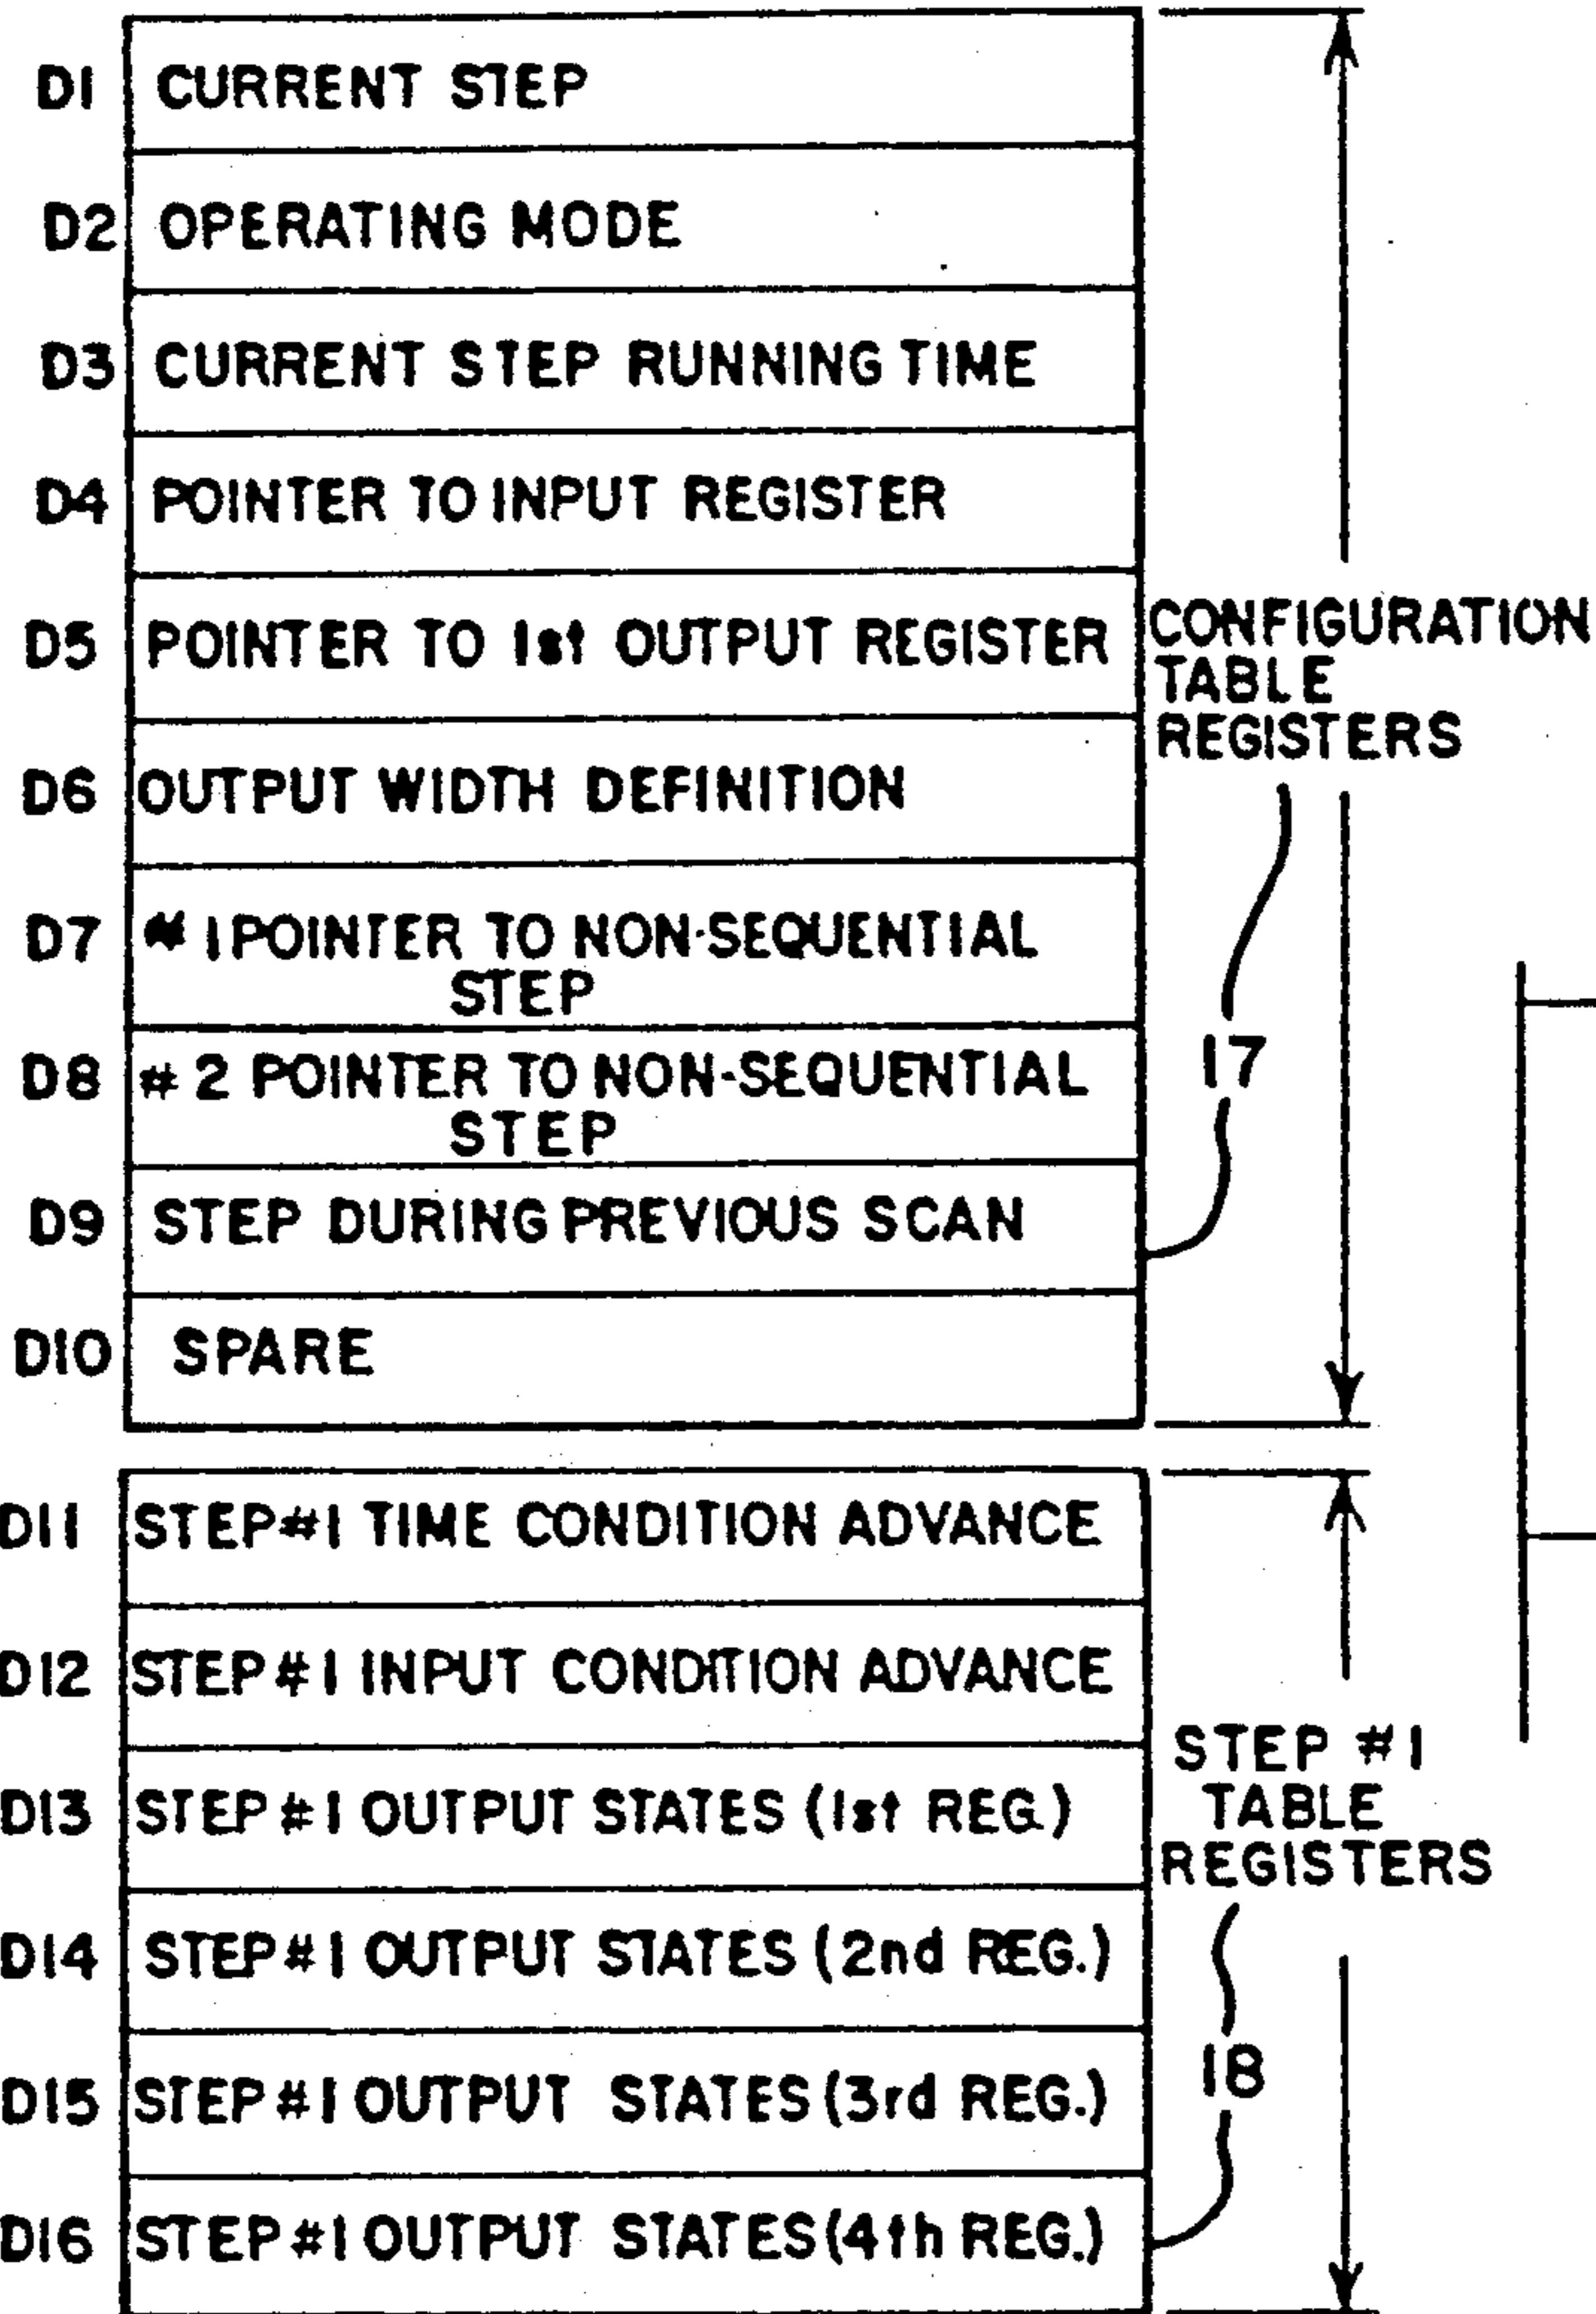 D1 CURRENT STEP
D2 OPERATING MODE
D3 CURRENT STEP RUNNING TIME
D4 POINTER TO INPUT REGISTER
D5 POINTER TO 1st OUTPUT REGISTER
CONFIGURATION
TABLE
REGISTERS
D6 OUTPUT WIDTH DEFINITION
D7 # 1 POINTER TO NON-SEQUENTIAL
STEP
D8 # 2 POINTER TO NON-SEQUENTIAL
STEP
17
D9 STEP DURING PREVIOUS SCAN
D10 SPARE
D11 STEP #1 TIME CONDITION ADVANCE
D12 STEP #1 INPUT CONDITION ADVANCE
D13 STEP #1 OUTPUT STATES (1st REG.)
STEP #1
TABLE
REGISTERS
D14 STEP #1 OUTPUT STATES (2nd REG.)
D15 STEP #1 OUTPUT STATES (3rd REG.)
18
D16 STEP #1 OUTPUT STATES (4th REG.)